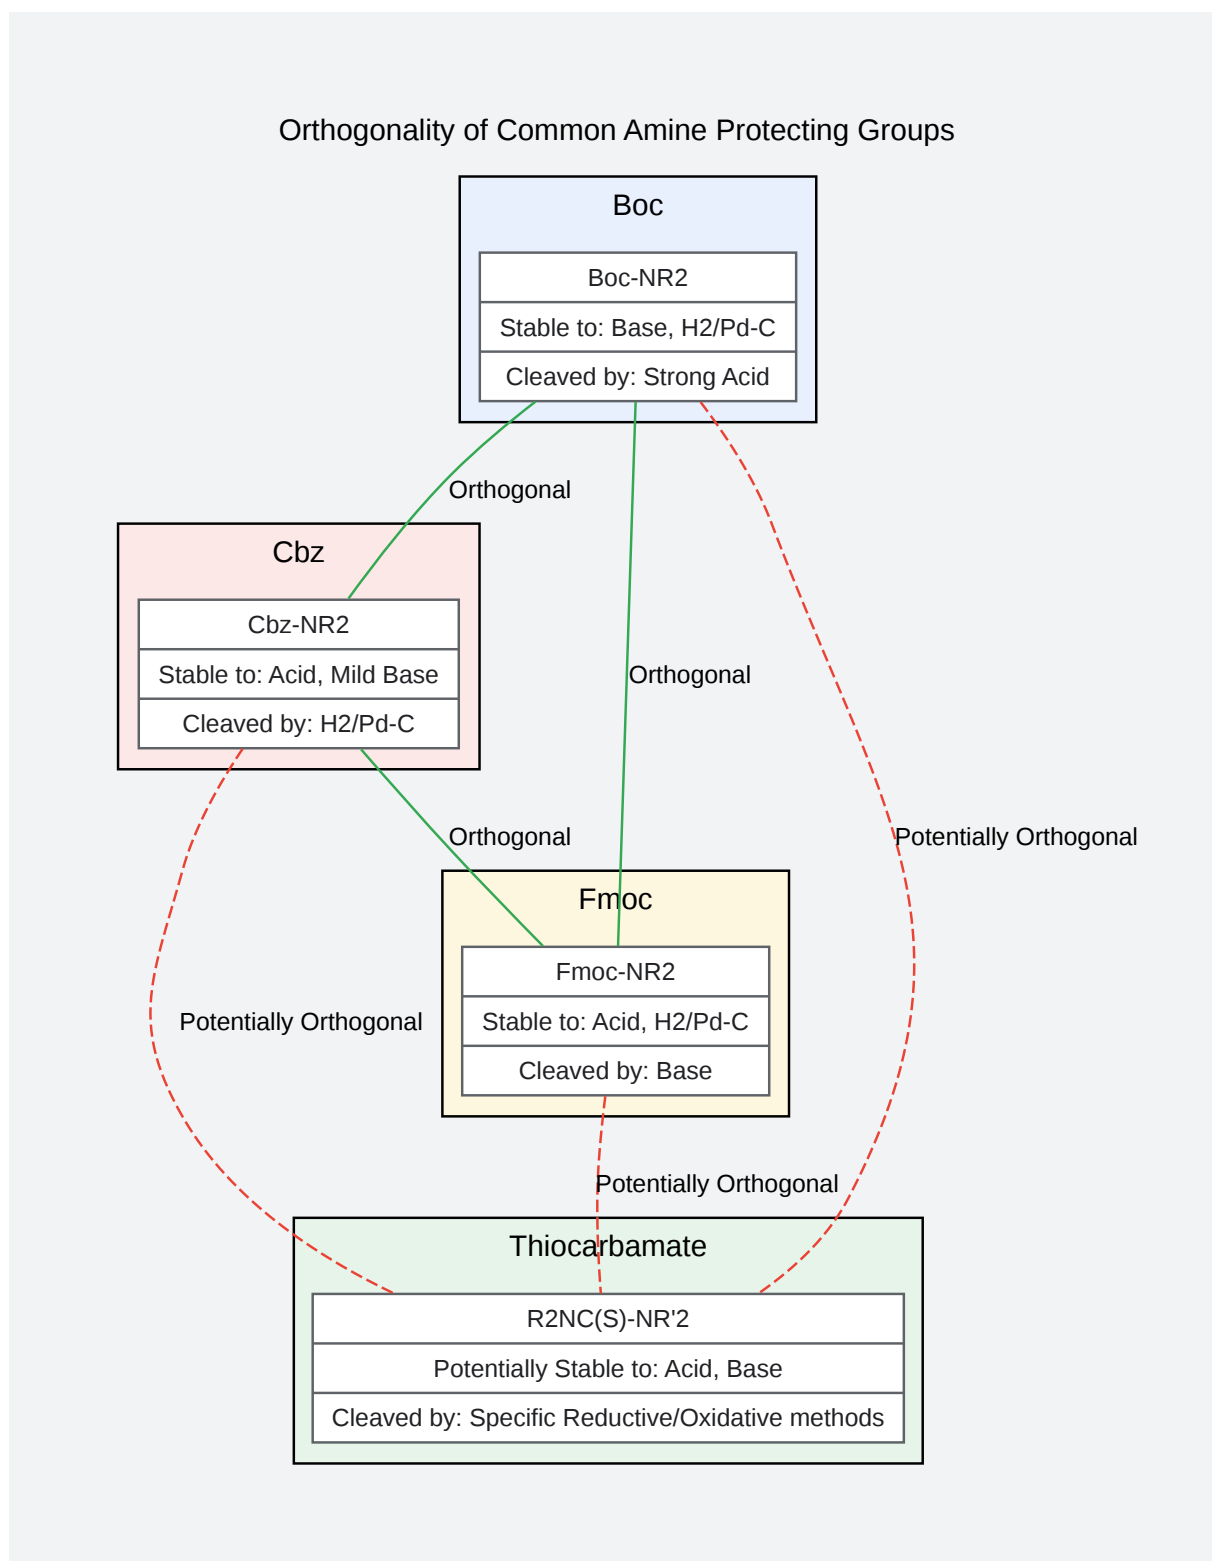 Orthogonality of Common Amine Protecting Groups
Boc
Boc-NR2
Stable to: Base, H2/Pd-C
Cleaved by: Strong Acid
Orthogonal
Cbz
Cbz-NR2
Stable to: Acid, Mild Base
Cleaved by: H2/Pd-C
Orthogonal
Orthogonal
Potentially Orthogonal
Fmoc
Fmoc-NR2
Stable to: Acid, H2/Pd-C
Cleaved by: Base
Potentially Orthogonal
Potentially Orthogonal
Thiocarbamate
R2NC(S)-NR'2
Potentially Stable to: Acid, Base
Cleaved by: Specific Reductive/Oxidative methods